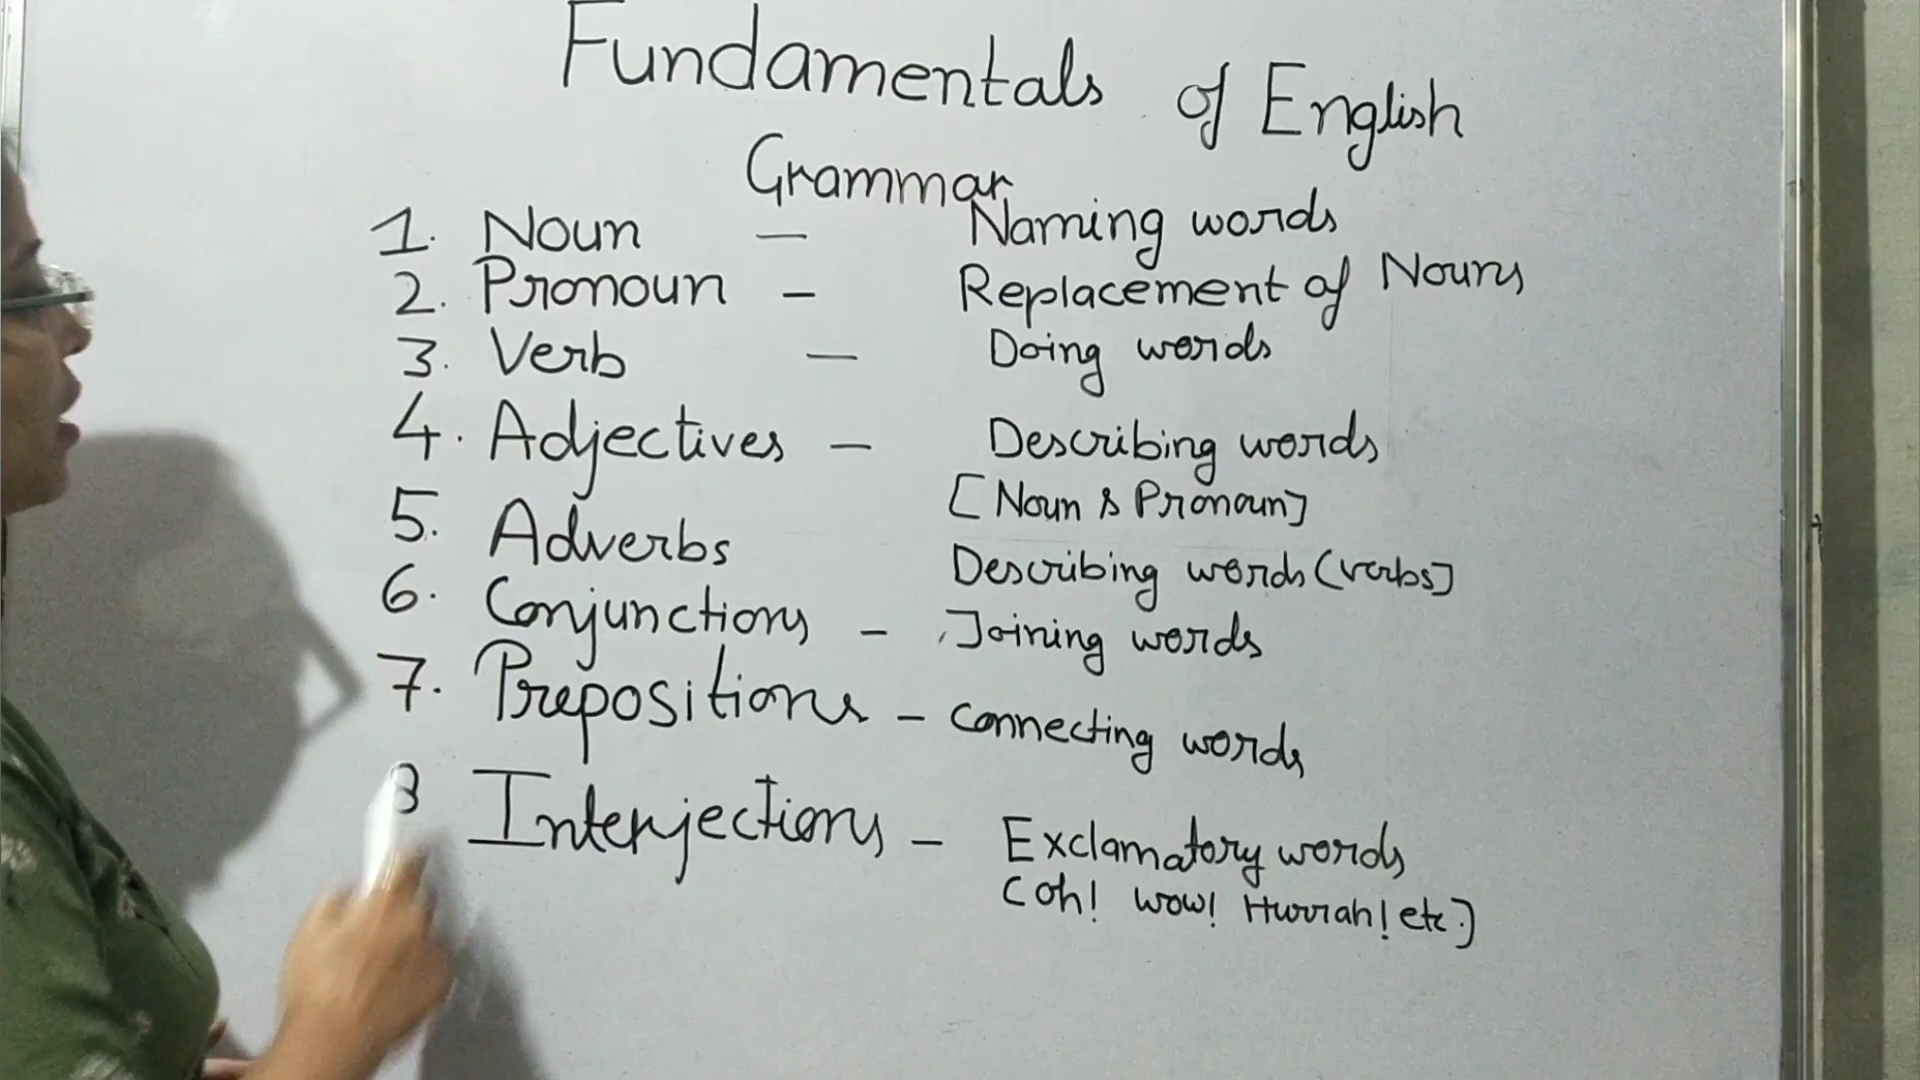 Fundamentals of English
Grammar
1. Noun — Naming words
2. Pronoun — Replacement of Nouns
3. Verb — Doing words
4. Adjectives — Describing words
[Noun & Pronoun]
5. Adverbs Describing words (verbs]
6. Conjunctions — Joining words
7. Prepositions — connecting words
8 Interjections — Exclamatory words
(oh! wow! Hurrah! etc.]